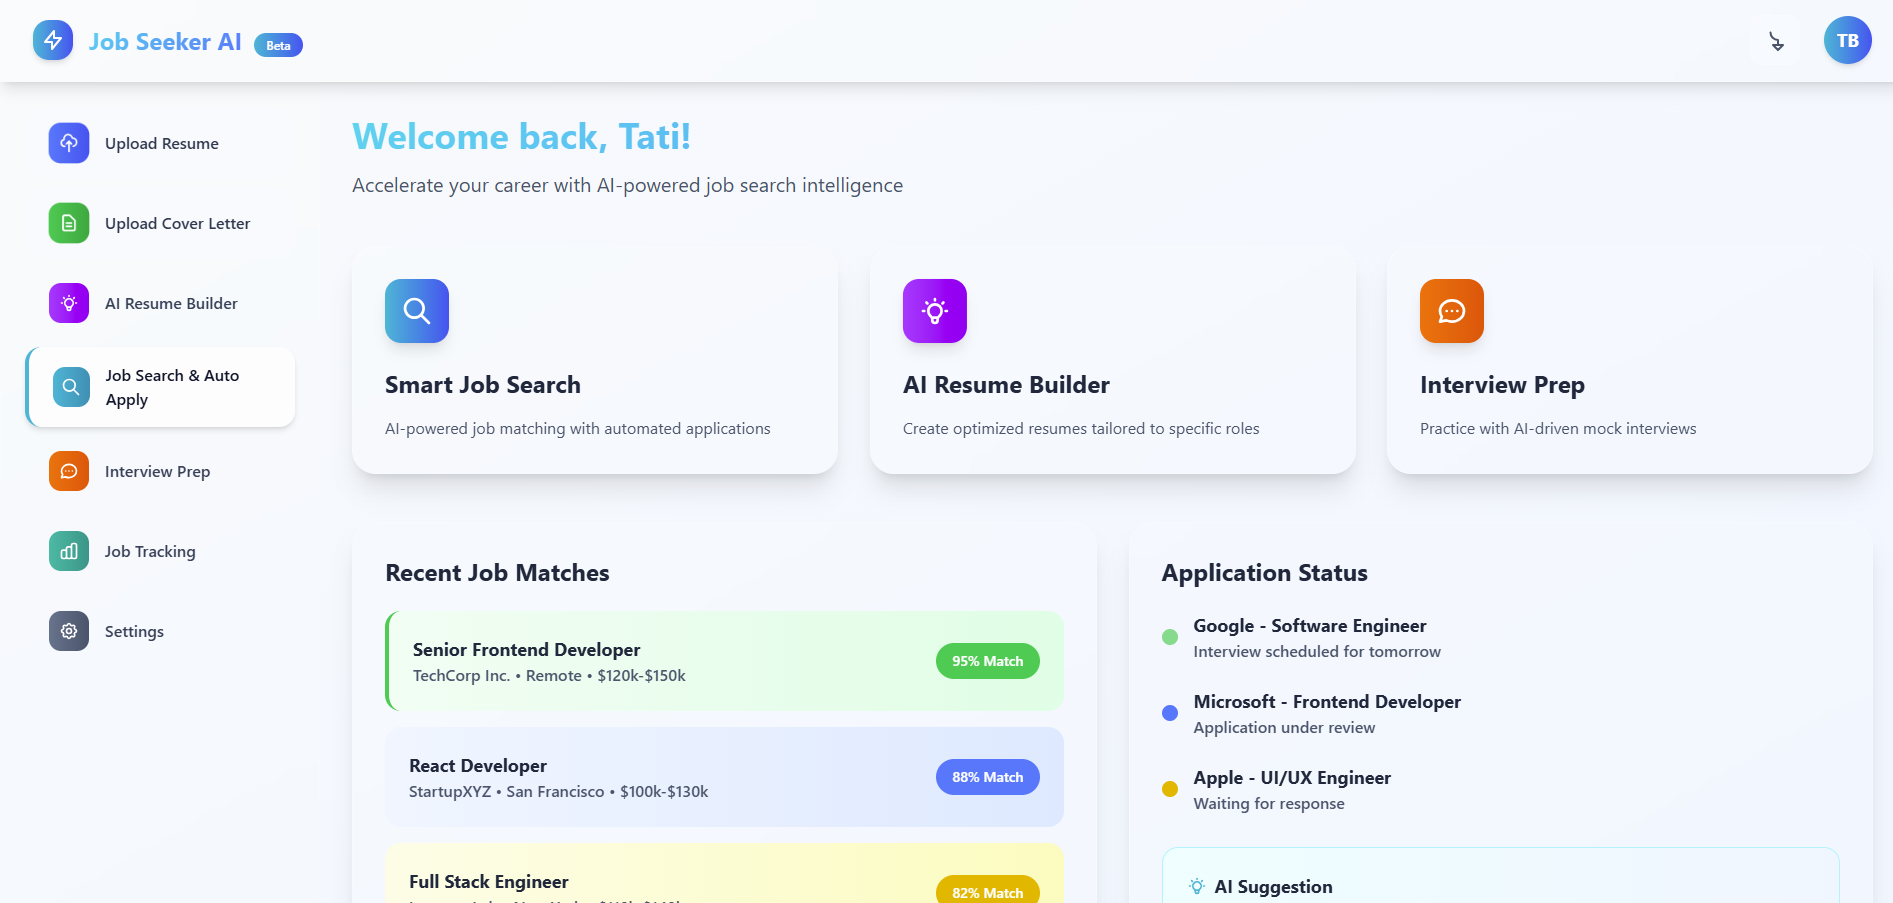 Job Seeker AI Beta
TB
Upload Resume
Upload Cover Letter
AI Resume Builder
Job Search & Auto
Apply
Interview Prep
Job Tracking
Settings
Welcome back, Tati!
Accelerate your career with AI-powered job search intelligence
Smart Job Search
AI-powered job matching with automated applications
AI Resume Builder
Create optimized resumes tailored to specific roles
Interview Prep
Practice with AI-driven mock interviews
Recent Job Matches
Senior Frontend Developer
TechCorp Inc. • Remote • $120k-$150k
95% Match
React Developer
StartupXYZ • San Francisco • $100k-$130k
88% Match
Full Stack Engineer
82% Match
Application Status
Google - Software Engineer
Interview scheduled for tomorrow
Microsoft - Frontend Developer
Application under review
Apple - UI/UX Engineer
Waiting for response
AI Suggestion